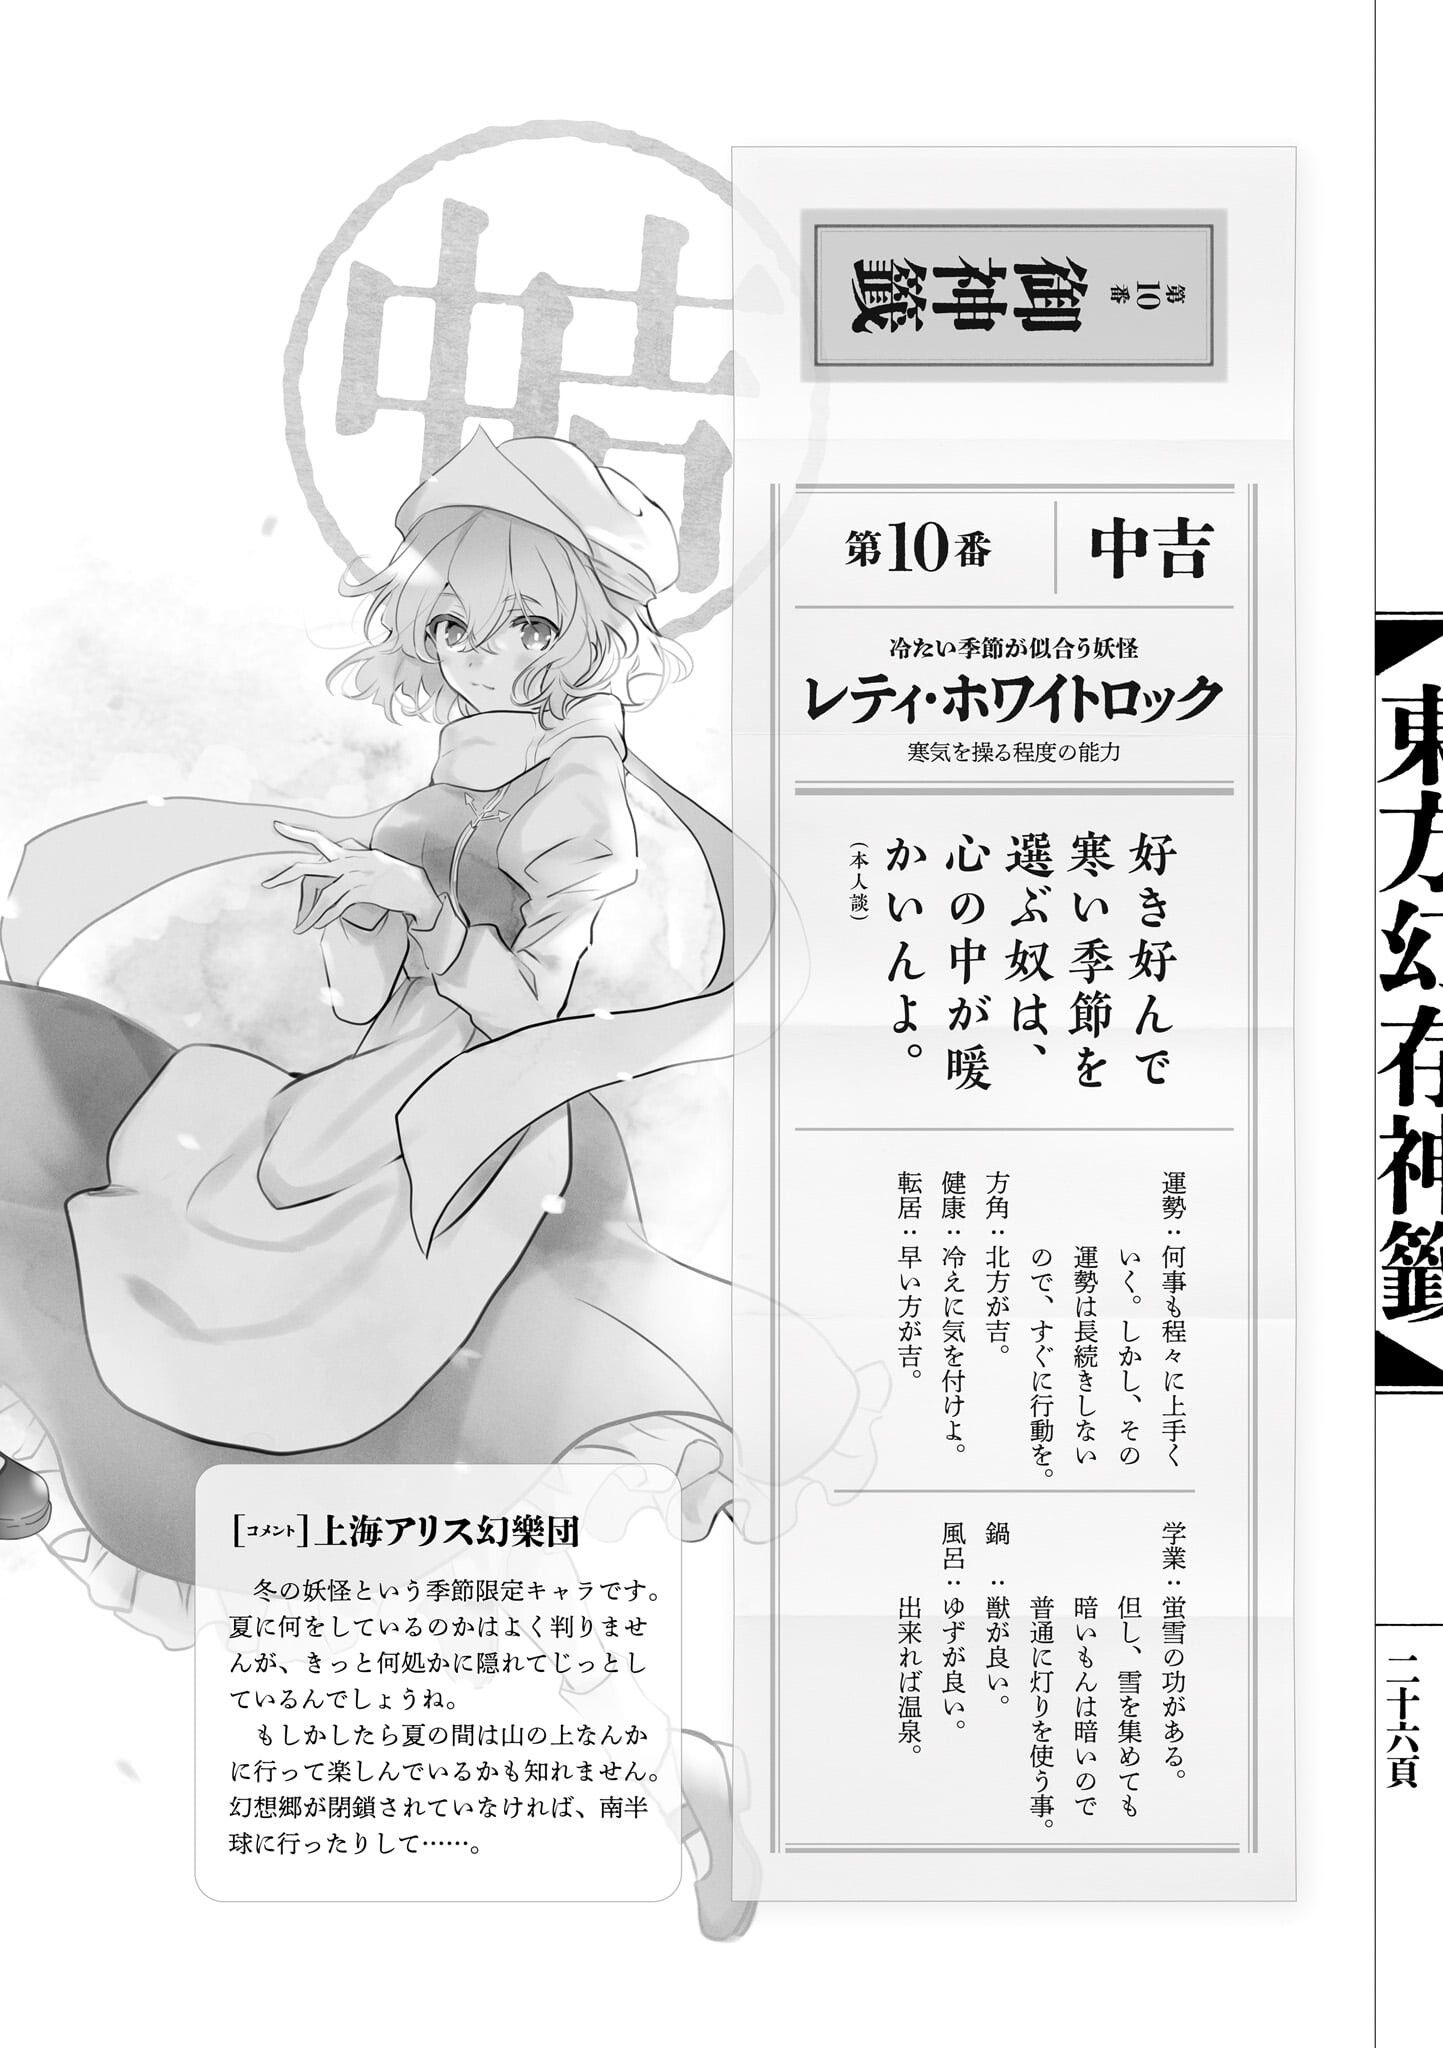 中吉
御神籤
第10番
第10番
中吉
冷たい季節が似合う妖怪
レティ・ホワイトロック
寒気を操る程度の能力
好き好んで
寒い季節を
選ぶ奴は、
心の中が暖
かいんよ。
(本人談)
運勢：何事も程々に上手く
いく。しかし、その
運勢は長続きしない
ので、すぐに行動を。
方角：北方が吉。
健康：冷えに気を付けよ。
転居：早い方が吉。
学業：蛍雪の功がある。
但し、雪を集めても
暗いもんは暗いので
普通に灯りを使う事。
鍋　：獣が良い。
風呂：ゆずが良い。
出来れば温泉。
[コメント]上海アリス幻樂団
　冬の妖怪という季節限定キャラです。
夏に何をしているのかはよく判りませ
んが、きっと何処かに隠れてじっとし
ているんでしょうね。
　もしかしたら夏の間は山の上なんか
に行って楽しんでいるかも知れません。
幻想郷が閉鎖されていなければ、南半
球に行ったりして……。
【東方幻存神籤】
二十六頁